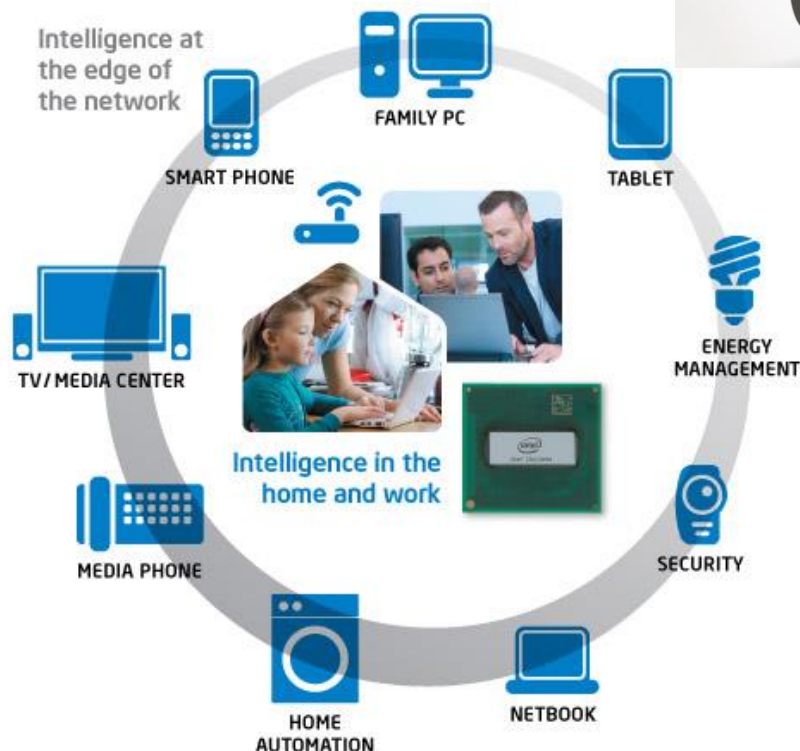 Intelligence at
the edge of
the network
FAMILY PC
SMART PHONE
TABLET
TV/MEDIA CENTER
ENERGY
MANAGEMENT
Intelligence in the
home and work
(intel)
MEDIA PHONE
SECURITY
HOME
AUTOMATION
NETBOOK